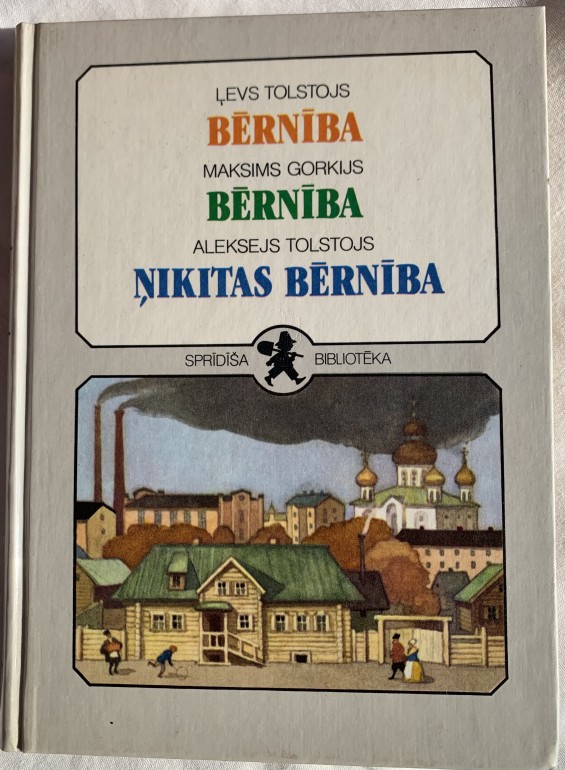 ĻEVS TOLSTOJS
BĒRNĪBA
MAKSIMS GORKIJS
BĒRNĪBA
ALEKSEJS TOLSTOJS
ŅIKITAS BĒRNĪBA
SPRĪDĪŠA BIBLIOTĒKA